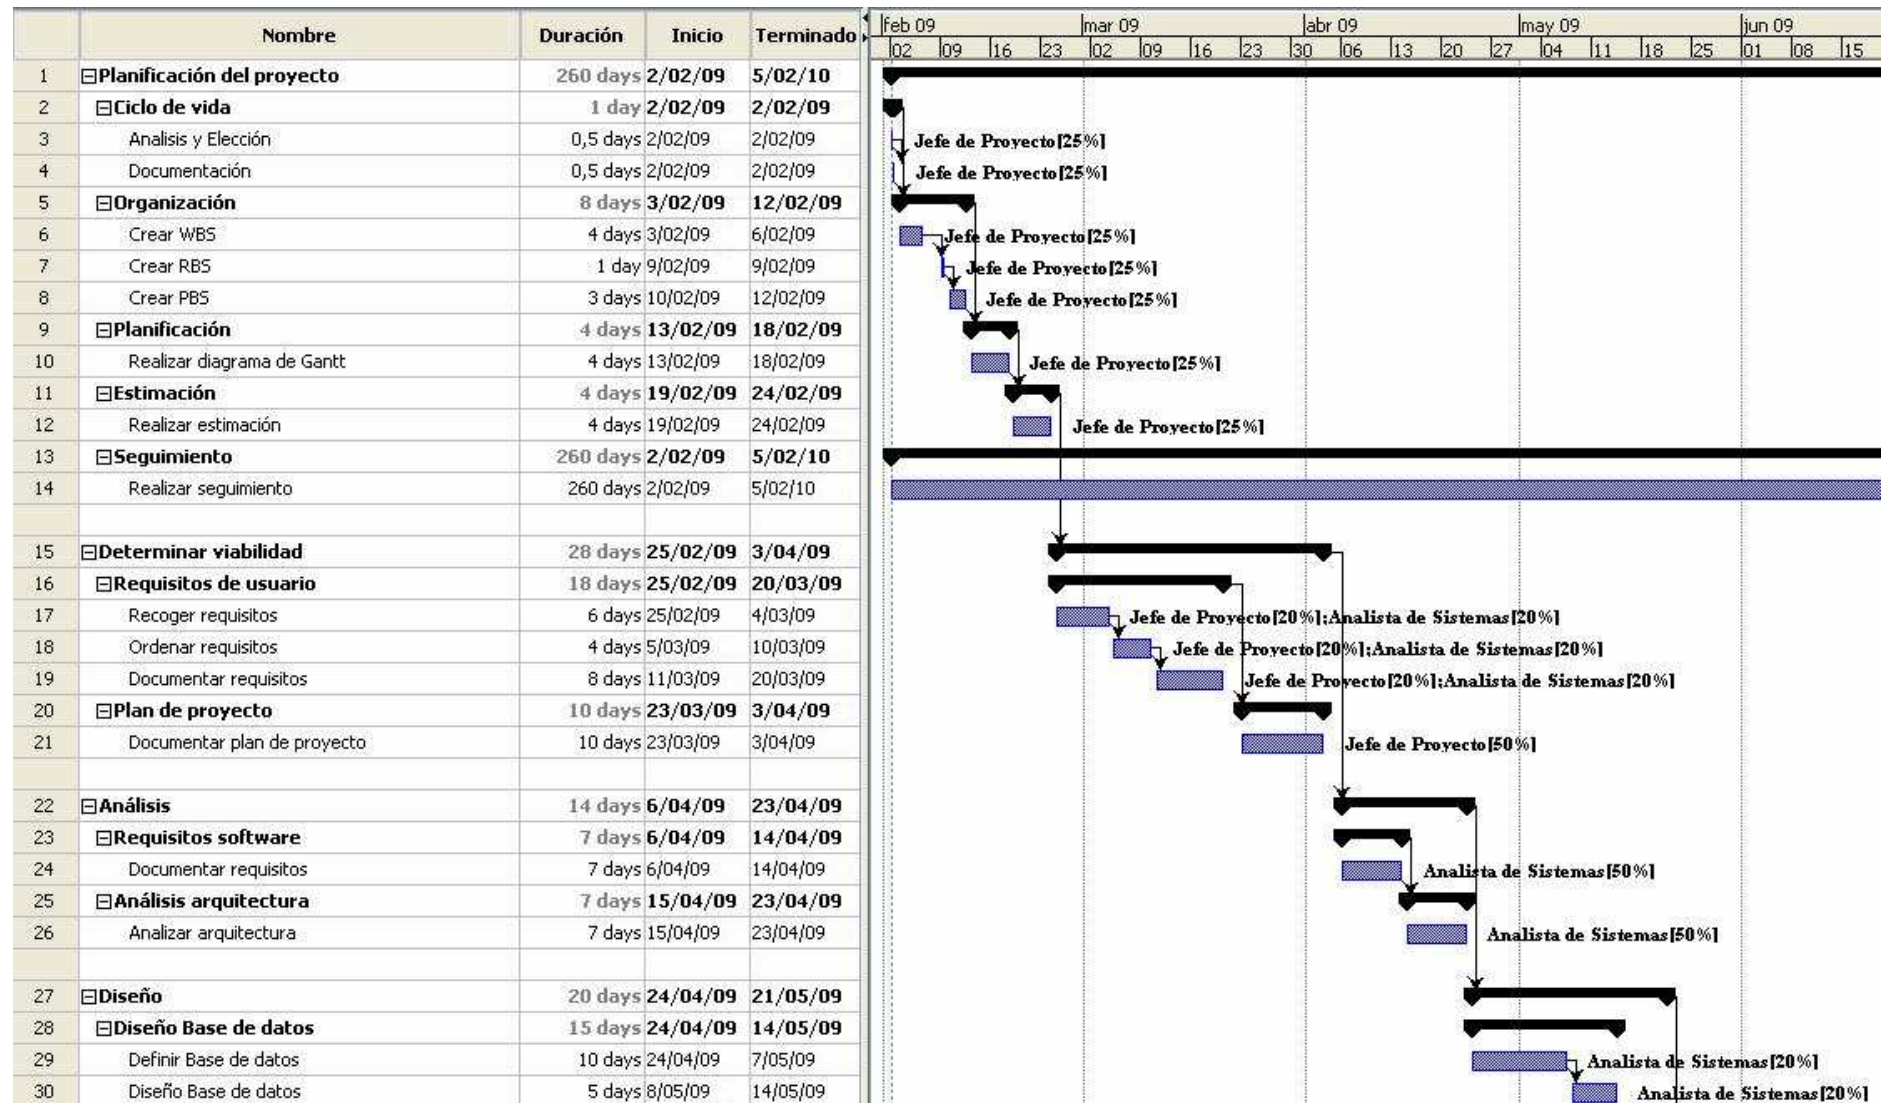 Nombre Duración Inicio Terminado
feb 09 mar 09 abr 09 may 09 jun 09
02 09 16 23 02 09 16 23 30 06 13 20 27 04 11 18 25 01 08 15
1 Planificación del proyecto 260 days 2/02/09 5/02/10
2 Ciclo de vida 1 day 2/02/09 2/02/09
3 Analisis y Elección 0,5 days 2/02/09 2/02/09 Jefe de Proyecto[25%]
4 Documentación 0,5 days 2/02/09 2/02/09 Jefe de Proyecto[25%]
5 Organización 8 days 3/02/09 12/02/09
6 Crear WBS 4 days 3/02/09 6/02/09 Jefe de Proyecto[25%]
7 Crear RBS 1 day 9/02/09 9/02/09 Jefe de Proyecto[25%]
8 Crear PBS 3 days 10/02/09 12/02/09 Jefe de Proyecto[25%]
9 Planificación 4 days 13/02/09 18/02/09
10 Realizar diagrama de Gantt 4 days 13/02/09 18/02/09 Jefe de Proyecto[25%]
11 Estimación 4 days 19/02/09 24/02/09
12 Realizar estimación 4 days 19/02/09 24/02/09 Jefe de Proyecto[25%]
13 Seguimiento 260 days 2/02/09 5/02/10
14 Realizar seguimiento 260 days 2/02/09 5/02/10
15 Determinar viabilidad 28 days 25/02/09 3/04/09
16 Requisitos de usuario 18 days 25/02/09 20/03/09
17 Recoger requisitos 6 days 25/02/09 4/03/09 Jefe de Proyecto[20%];Analista de Sistemas[20%]
18 Ordenar requisitos 4 days 5/03/09 10/03/09 Jefe de Proyecto[20%];Analista de Sistemas[20%]
19 Documentar requisitos 8 days 11/03/09 20/03/09 Jefe de Proyecto[20%];Analista de Sistemas[20%]
20 Plan de proyecto 10 days 23/03/09 3/04/09
21 Documentar plan de proyecto 10 days 23/03/09 3/04/09 Jefe de Proyecto[50%]
22 Análisis 14 days 6/04/09 23/04/09
23 Requisitos software 7 days 6/04/09 14/04/09
24 Documentar requisitos 7 days 6/04/09 14/04/09 Analista de Sistemas[50%]
25 Análisis arquitectura 7 days 15/04/09 23/04/09
26 Analizar arquitectura 7 days 15/04/09 23/04/09 Analista de Sistemas[50%]
27 Diseño 20 days 24/04/09 21/05/09
28 Diseño Base de datos 15 days 24/04/09 14/05/09
29 Definir Base de datos 10 days 24/04/09 7/05/09 Analista de Sistemas[20%]
30 Diseño Base de datos 5 days 8/05/09 14/05/09 Analista de Sistemas[20%]